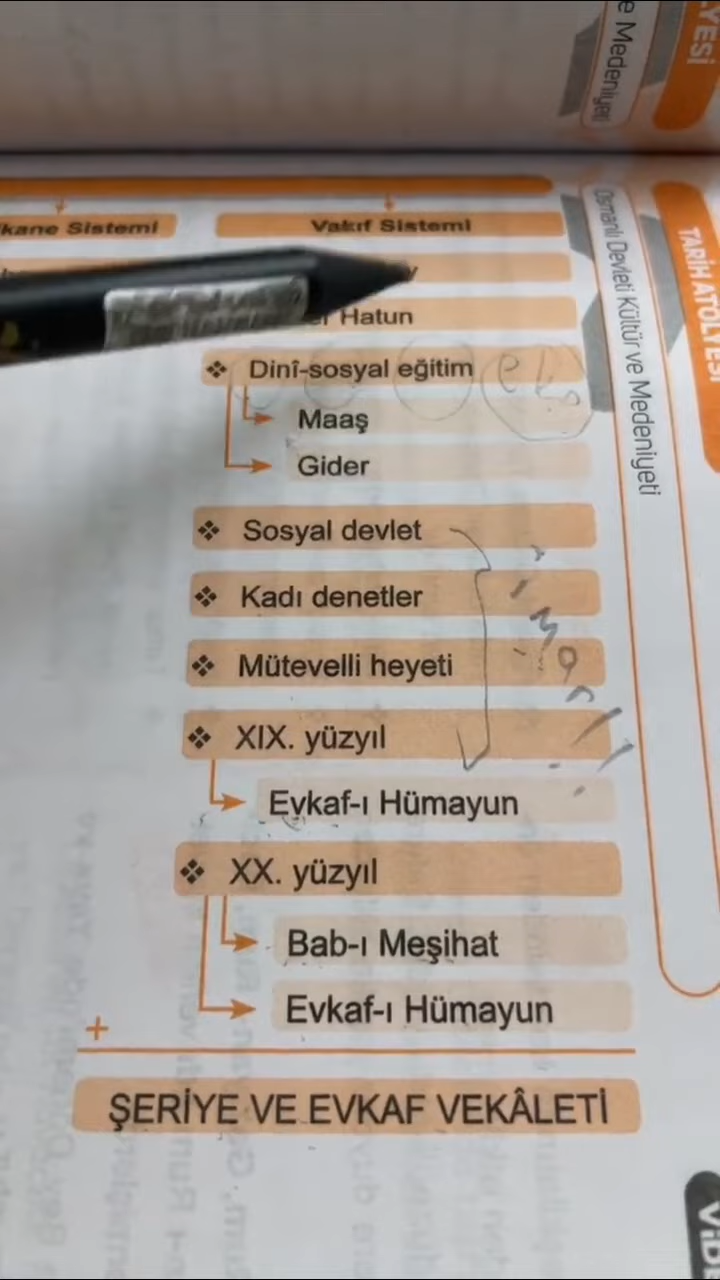 e Medeniyeti
YESİ
kane Sistemi
Vakıf Sistemi
Hatun
Dinî-sosyal eğitim
Maaş
Gider
Sosyal devlet
Kadı denetler
Mütevelli heyeti
imar!!
XIX. yüzyıl
Evkaf-ı Hümayun
XX. yüzyıl
Bab-ı Meşihat
Evkaf-ı Hümayun
+
ŞERİYE VE EVKAF VEKÂLETİ
Osmanlı Devleti Kültür ve Medeniyeti
TARİH ATÖLYESİ